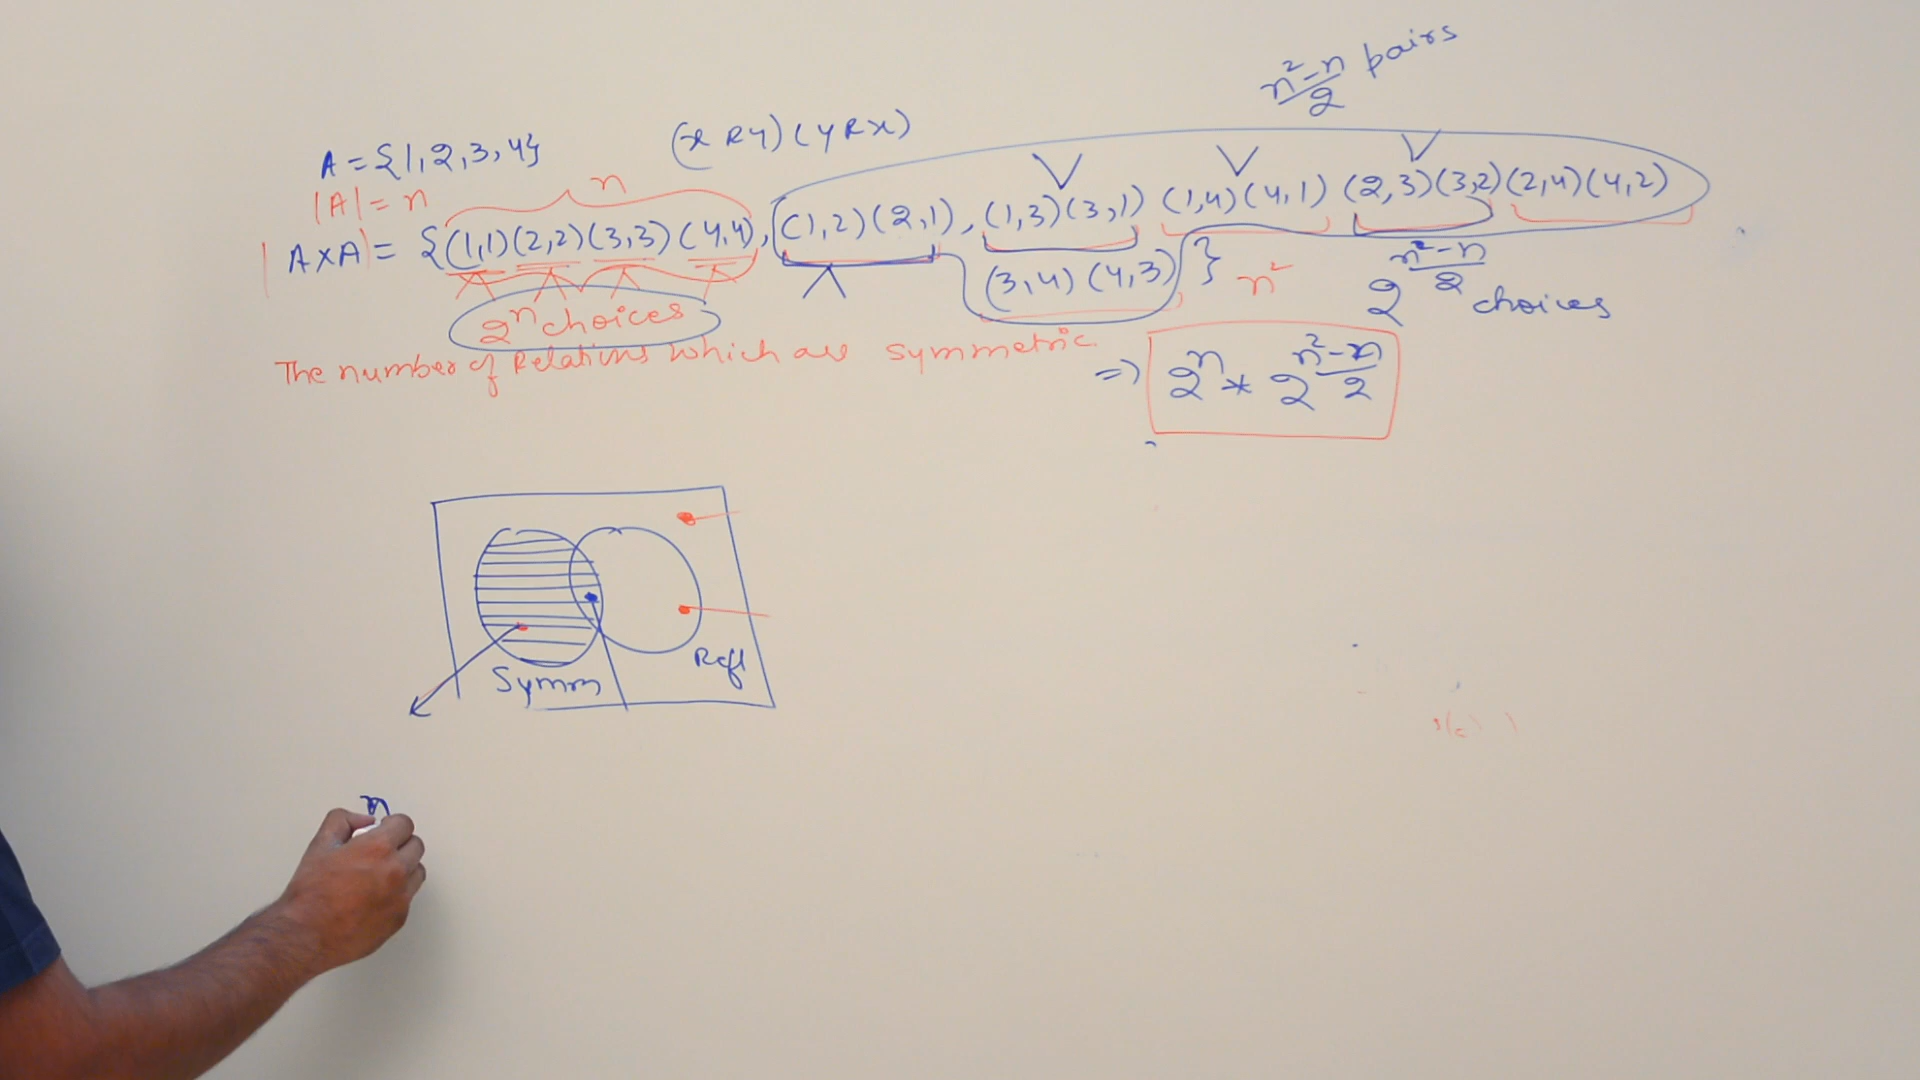 n²-n/2 pairs
A = {1,2,3,4} (x R y) (y R x)
|A| = n n
|A×A| = {(1,1)(2,2)(3,3)(4,4), (1,2)(2,1), (1,3)(3,1) (1,4)(4,1) (2,3)(3,2)(2,4)(4,2)
(3,4)(4,3)} n² 2^(n²-n)/2 choices
2^n choices
The number of Relations which are symmetric.
=> 2^n * 2^(n²-n)/2
Symm Refl
n